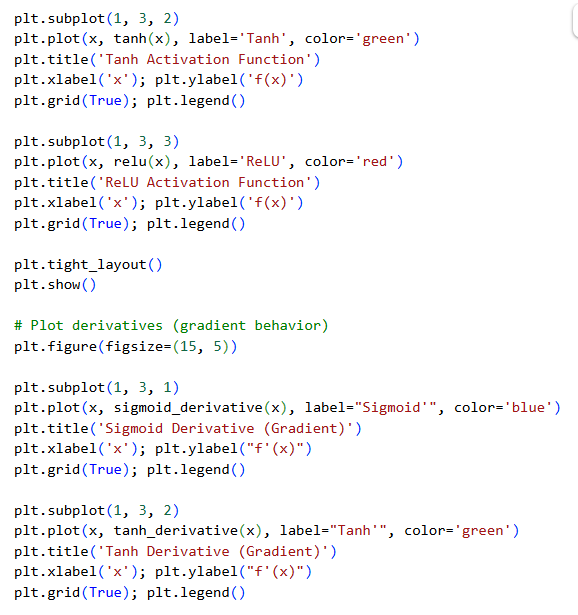 plt.subplot(1, 3, 2)
plt.plot(x, tanh(x), label='Tanh', color='green')
plt.title('Tanh Activation Function')
plt.xlabel('x'); plt.ylabel('f(x)')
plt.grid(True); plt.legend()

plt.subplot(1, 3, 3)
plt.plot(x, relu(x), label='ReLU', color='red')
plt.title('ReLU Activation Function')
plt.xlabel('x'); plt.ylabel('f(x)')
plt.grid(True); plt.legend()

plt.tight_layout()
plt.show()

# Plot derivatives (gradient behavior)
plt.figure(figsize=(15, 5))

plt.subplot(1, 3, 1)
plt.plot(x, sigmoid_derivative(x), label="Sigmoid'", color='blue')
plt.title('Sigmoid Derivative (Gradient)')
plt.xlabel('x'); plt.ylabel("f'(x)")
plt.grid(True); plt.legend()

plt.subplot(1, 3, 2)
plt.plot(x, tanh_derivative(x), label="Tanh'", color='green')
plt.title('Tanh Derivative (Gradient)')
plt.xlabel('x'); plt.ylabel("f'(x)")
plt.grid(True); plt.legend()